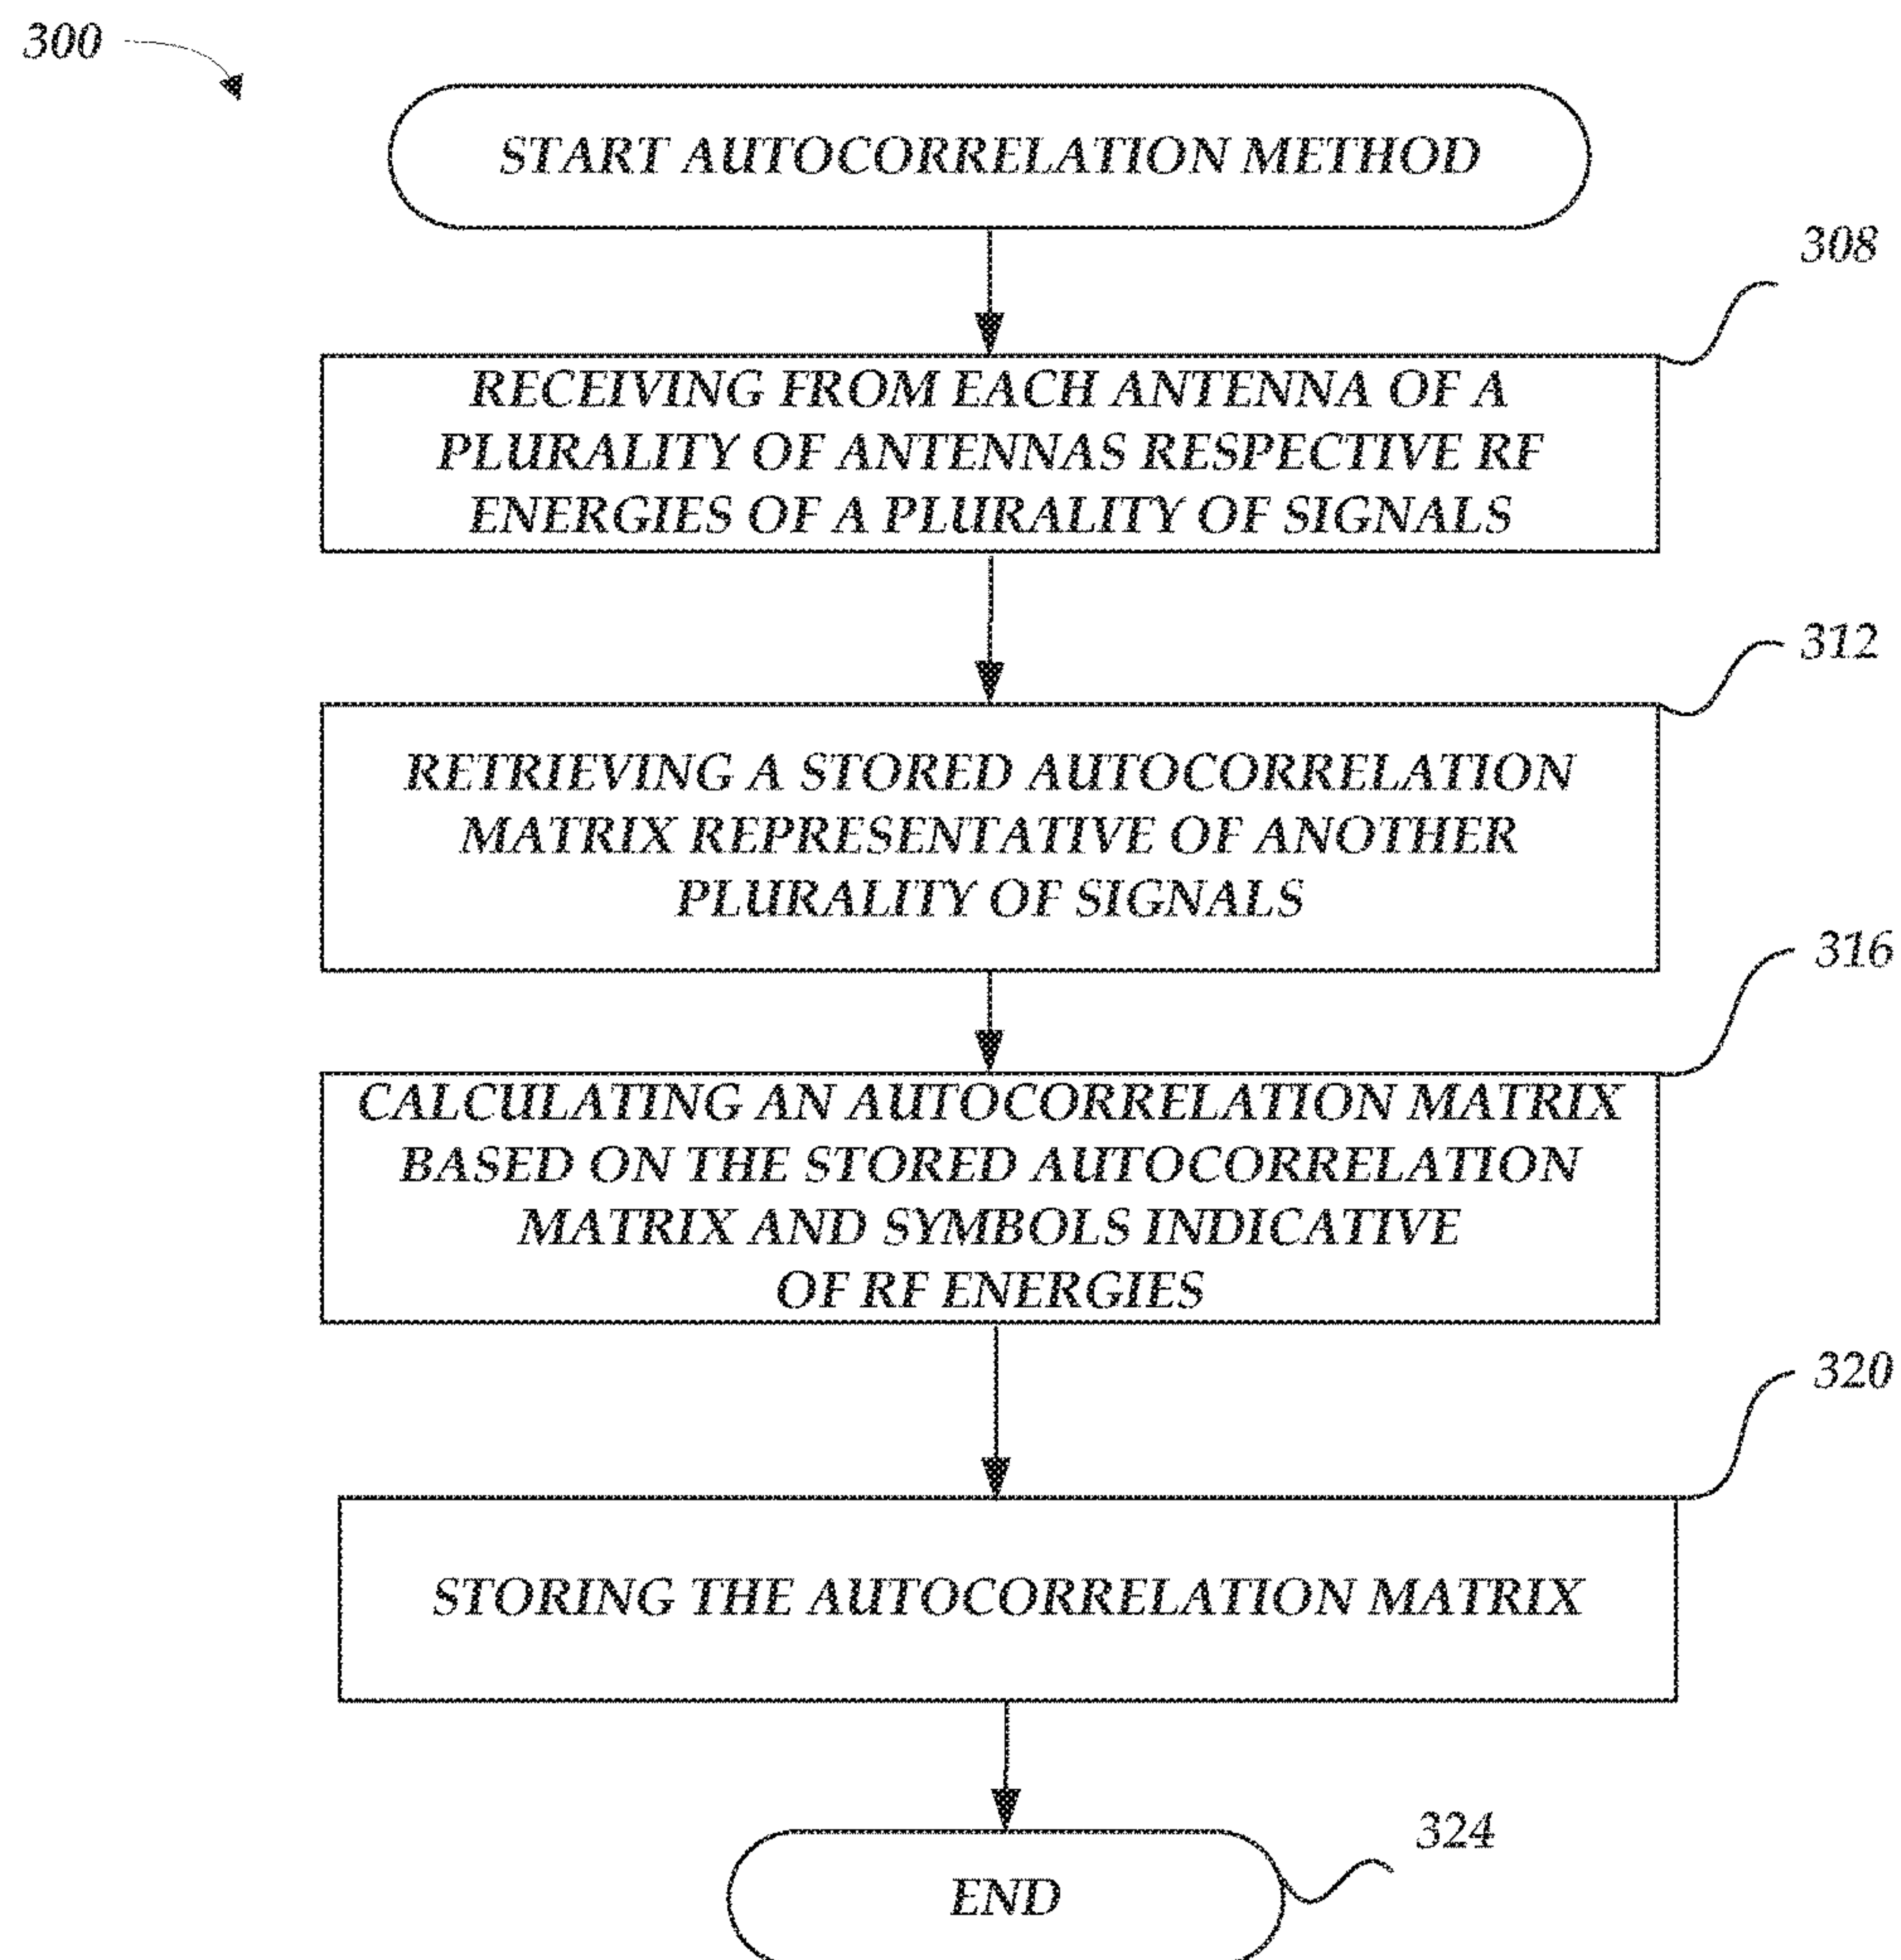 300
START AUTOCORRELATION METHOD
308
RECEIVING FROM EACH ANTENNA OF A
PLURALITY OF ANTENNAS RESPECTIVE RF
ENERGIES OF A PLURALITY OF SIGNALS
312
RETRIEVING A STORED AUTOCORRELATION
MATRIX REPRESENTATIVE OF ANOTHER
PLURALITY OF SIGNALS
316
CALCULATING AN AUTOCORRELATION MATRIX
BASED ON THE STORED AUTOCORRELATION
MATRIX AND SYMBOLS INDICATIVE
OF RF ENERGIES
320
STORING THE AUTOCORRELATION MATRIX
324
END